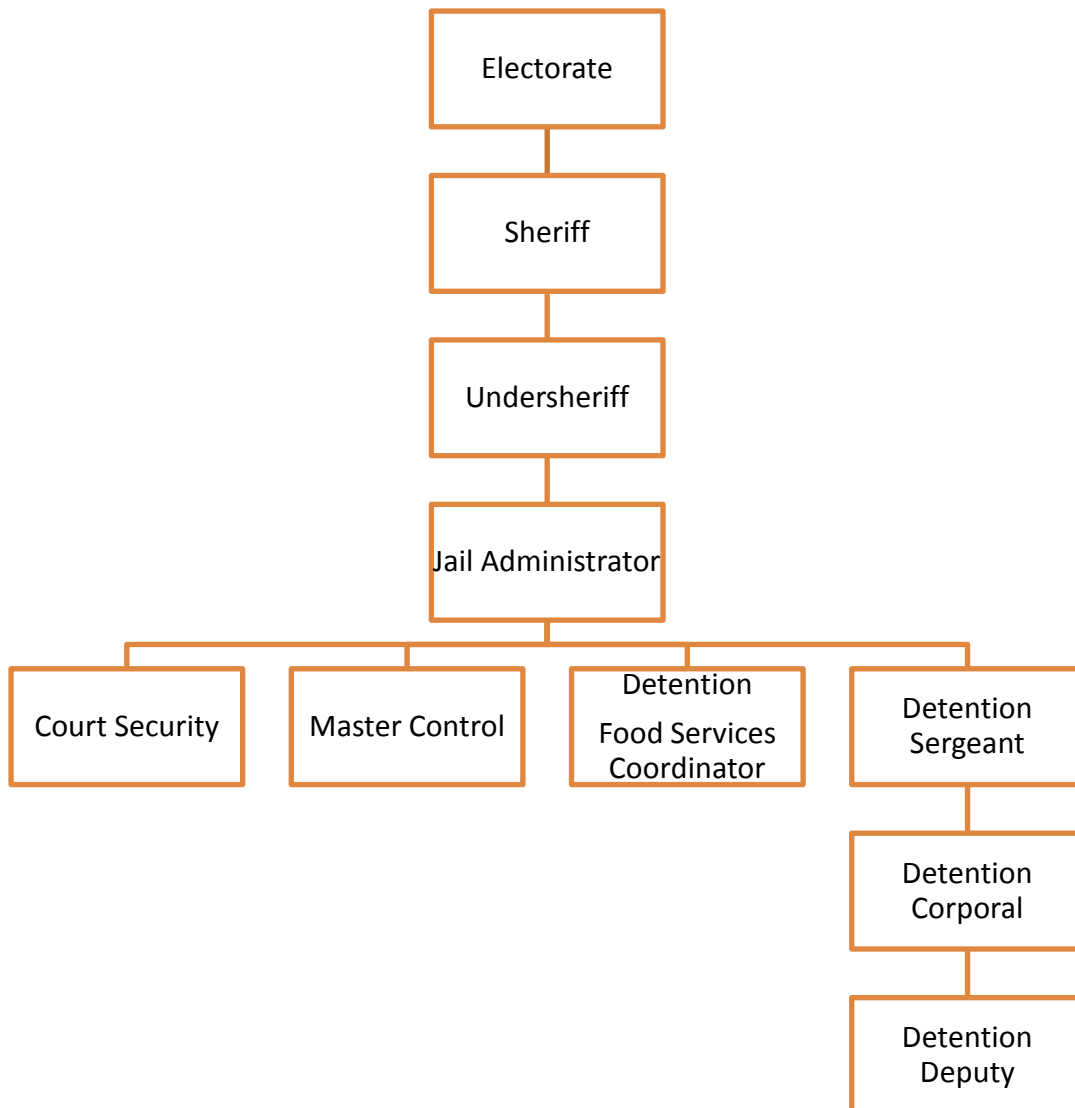 Electorate
Sheriff
Undersheriff
Jail Administrator
Court Security
Master Control
Detention
Food Services
Coordinator
Detention
Sergeant
Detention
Corporal
Detention
Deputy